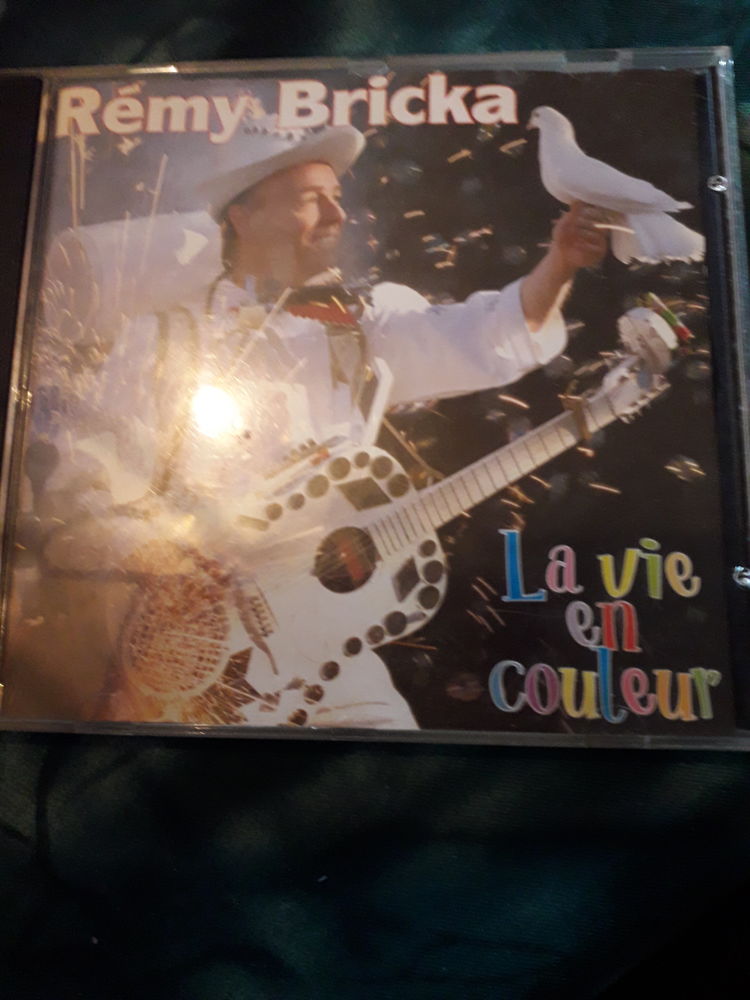 Rémy Bricka
La vie
en
couleur